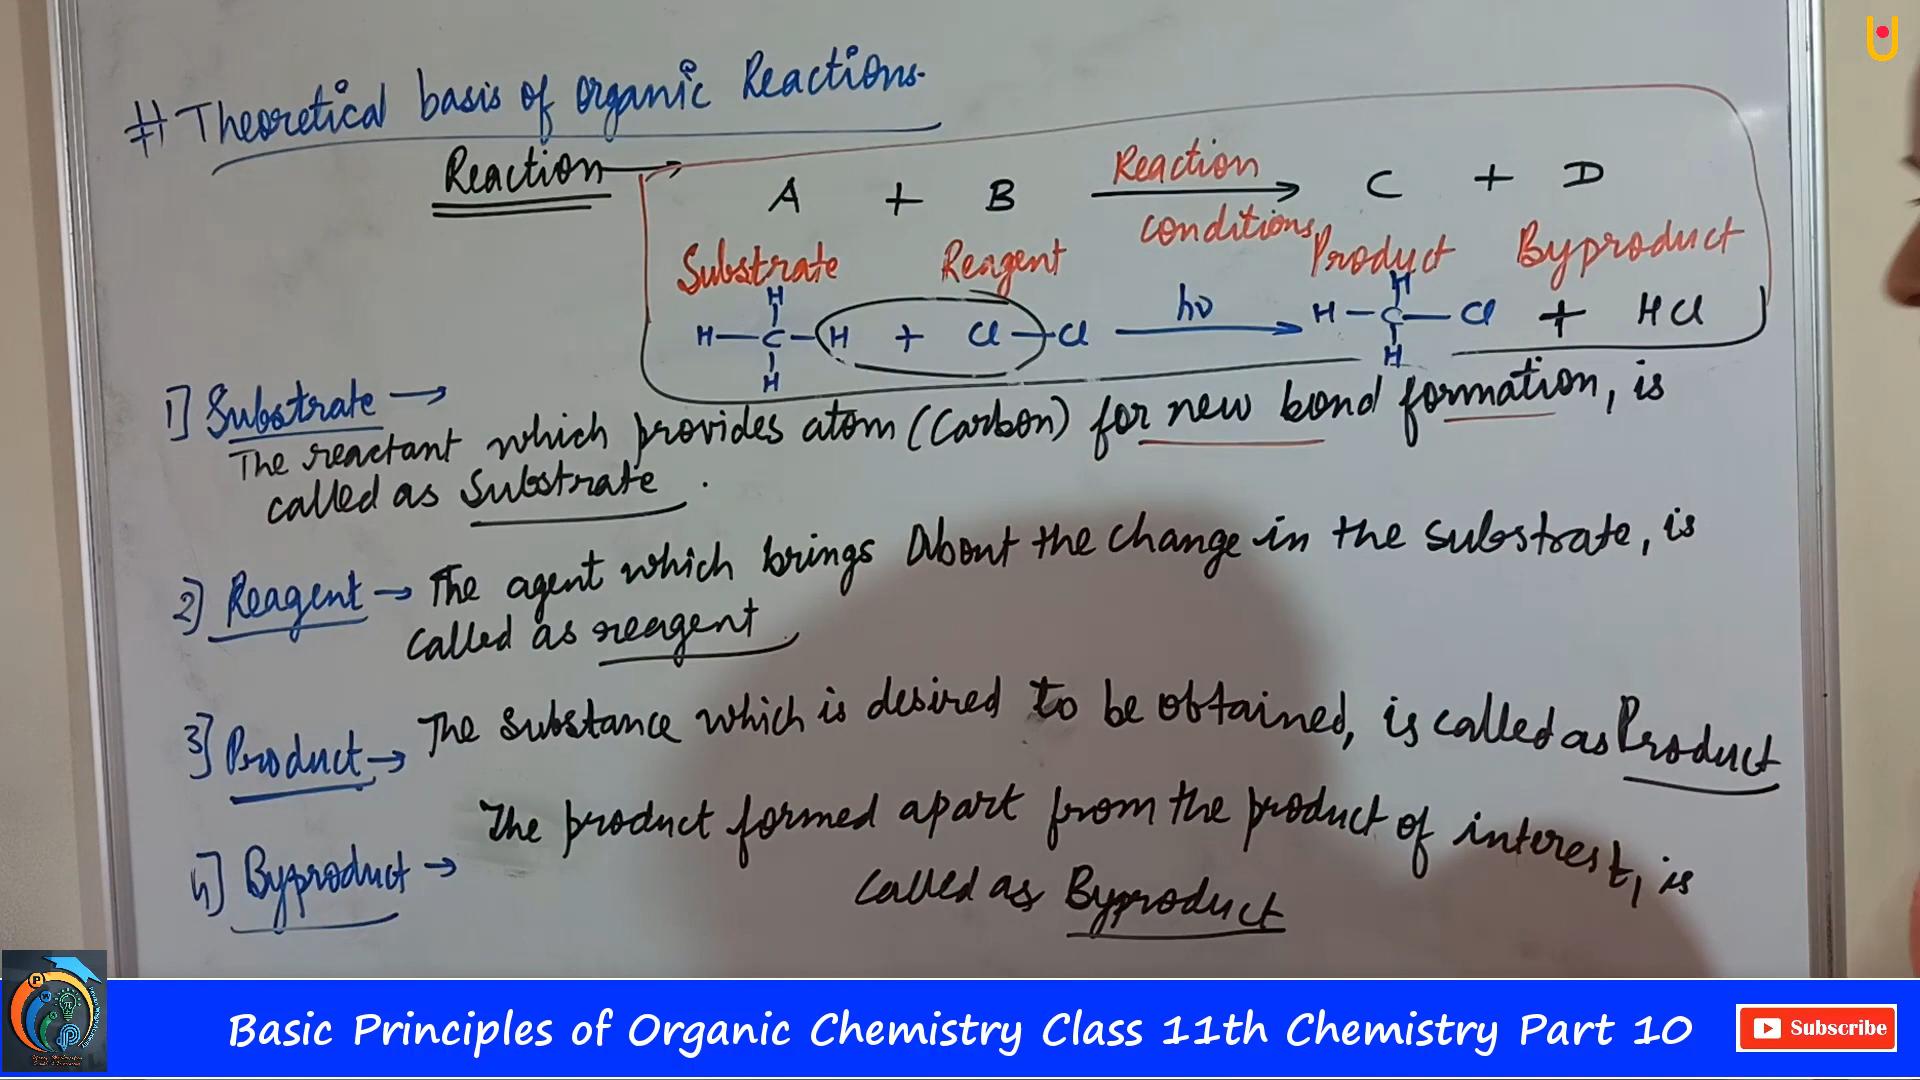 # Theoretical basis of organic Reactions.
Reaction → A + B Reaction conditions → C + D
Substrate Reagent Product Byproduct
H H
H—C—H + Cl—Cl hν → H—C—Cl + HCl
H H
1] Substrate →
The reactant which provides atom (Carbon) for new bond formation, is
called as Substrate .
2] Reagent → The agent which brings About the change in the substrate, is
called as reagent
3] Product → The substance which is desired to be obtained, is called as Product
4] Byproduct → The product formed apart from the product of interest, is
called as Byproduct
Basic Principles of Organic Chemistry Class 11th Chemistry Part 10
Subscribe